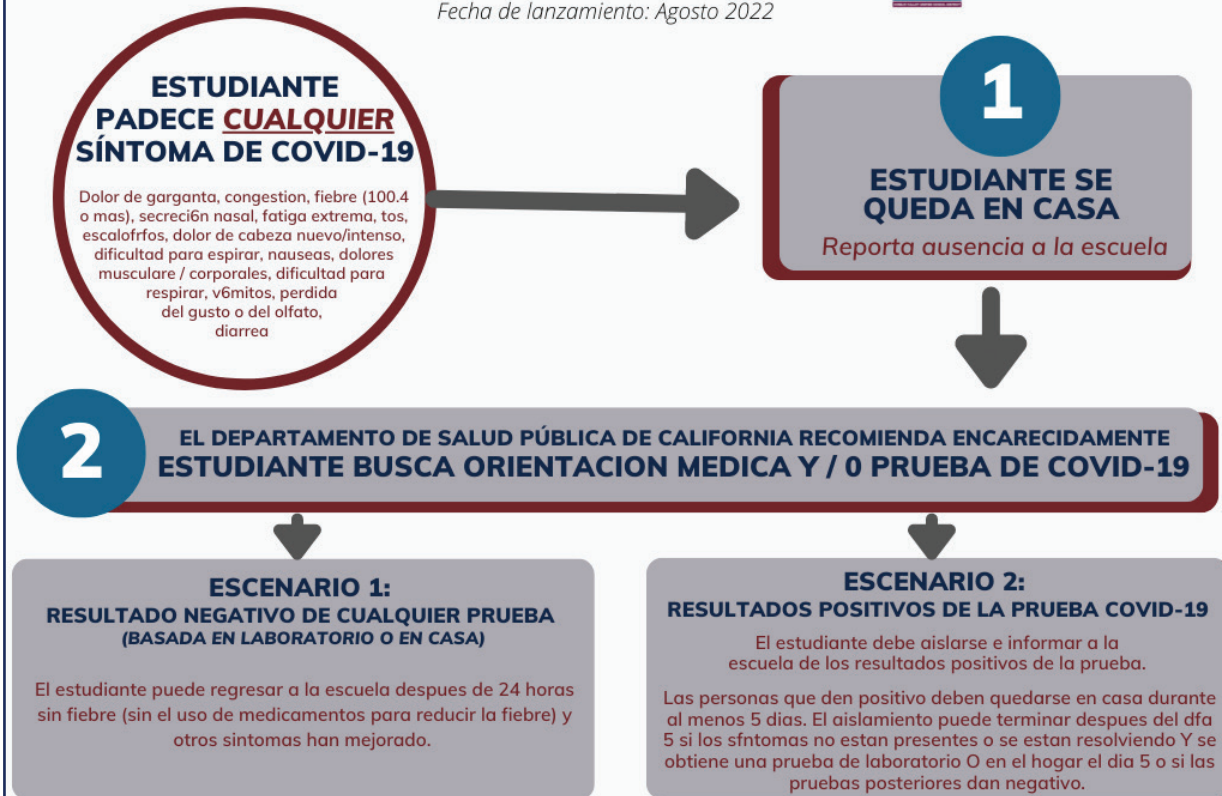 Fecha de lanzamiento: Agosto 2022
ESTUDIANTE
PADECE CUALQUIER
SÍNTOMA DE COVID-19
Dolor de garganta, congestion, fiebre (100.4
o mas), secreci6n nasal, fatiga extrema, tos,
escalofrfos, dolor de cabeza nuevo/intenso,
dificultad para espirar, nauseas, dolores
musculare / corporales, dificultad para
respirar, v6mitos, perdida
del gusto o del olfato,
diarrea
1
ESTUDIANTE SE
QUEDA EN CASA
Reporta ausencia a la escuela
2
EL DEPARTAMENTO DE SALUD PÚBLICA DE CALIFORNIA RECOMIENDA ENCARECIDAMENTE
ESTUDIANTE BUSCA ORIENTACION MEDICA Y / 0 PRUEBA DE COVID-19
ESCENARIO 1:
RESULTADO NEGATIVO DE CUALQUIER PRUEBA
(BASADA EN LABORATORIO O EN CASA)
El estudiante puede regresar a la escuela despues de 24 horas
sin fiebre (sin el uso de medicamentos para reducir la fiebre) y
otros sintomas han mejorado.
ESCENARIO 2:
RESULTADOS POSITIVOS DE LA PRUEBA COVID-19
El estudiante debe aislarse e informar a la
escuela de los resultados positivos de la prueba.
Las personas que den positivo deben quedarse en casa durante
al menos 5 dias. El aislamiento puede terminar despues del dfa
5 si los sfntomas no estan presentes o se estan resolviendo Y se
obtiene una prueba de laboratorio O en el hogar el dia 5 o si las
pruebas posteriores dan negativo.